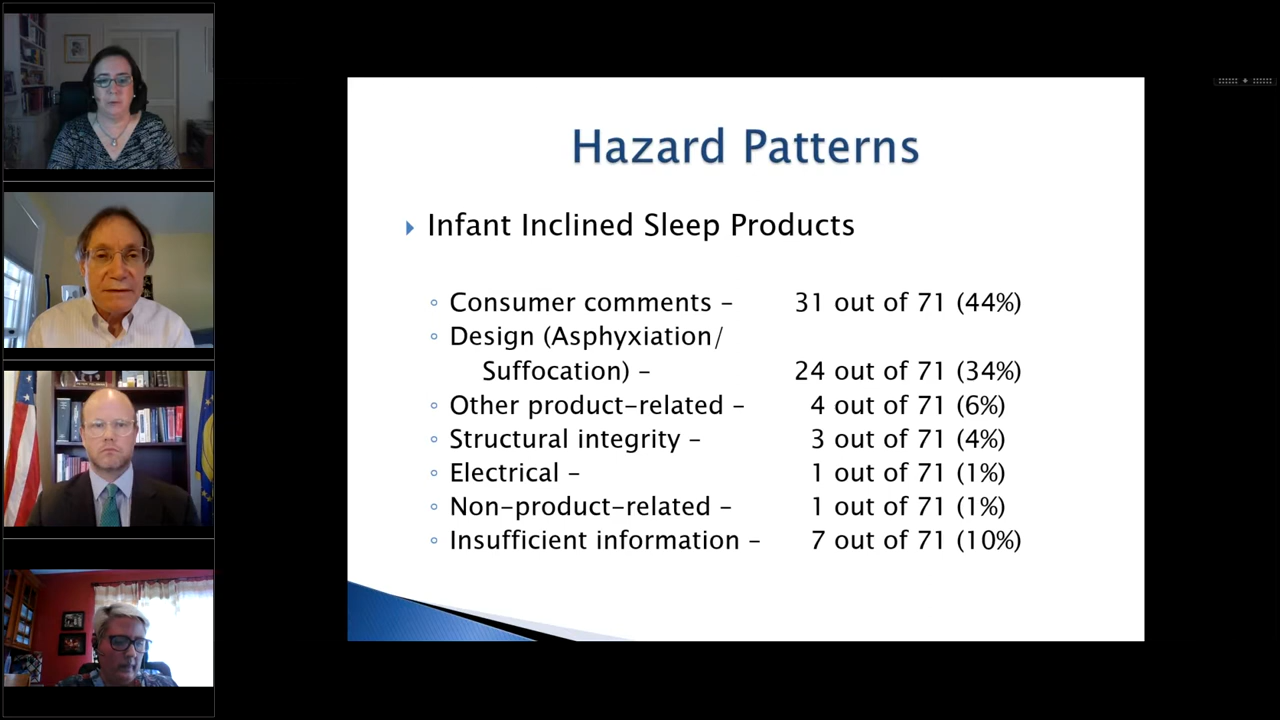 Hazard Patterns
Infant Inclined Sleep Products
Consumer comments – 31 out of 71 (44%)
Design (Asphyxiation/
Suffocation) – 24 out of 71 (34%)
Other product-related – 4 out of 71 (6%)
Structural integrity – 3 out of 71 (4%)
Electrical – 1 out of 71 (1%)
Non-product-related – 1 out of 71 (1%)
Insufficient information – 7 out of 71 (10%)